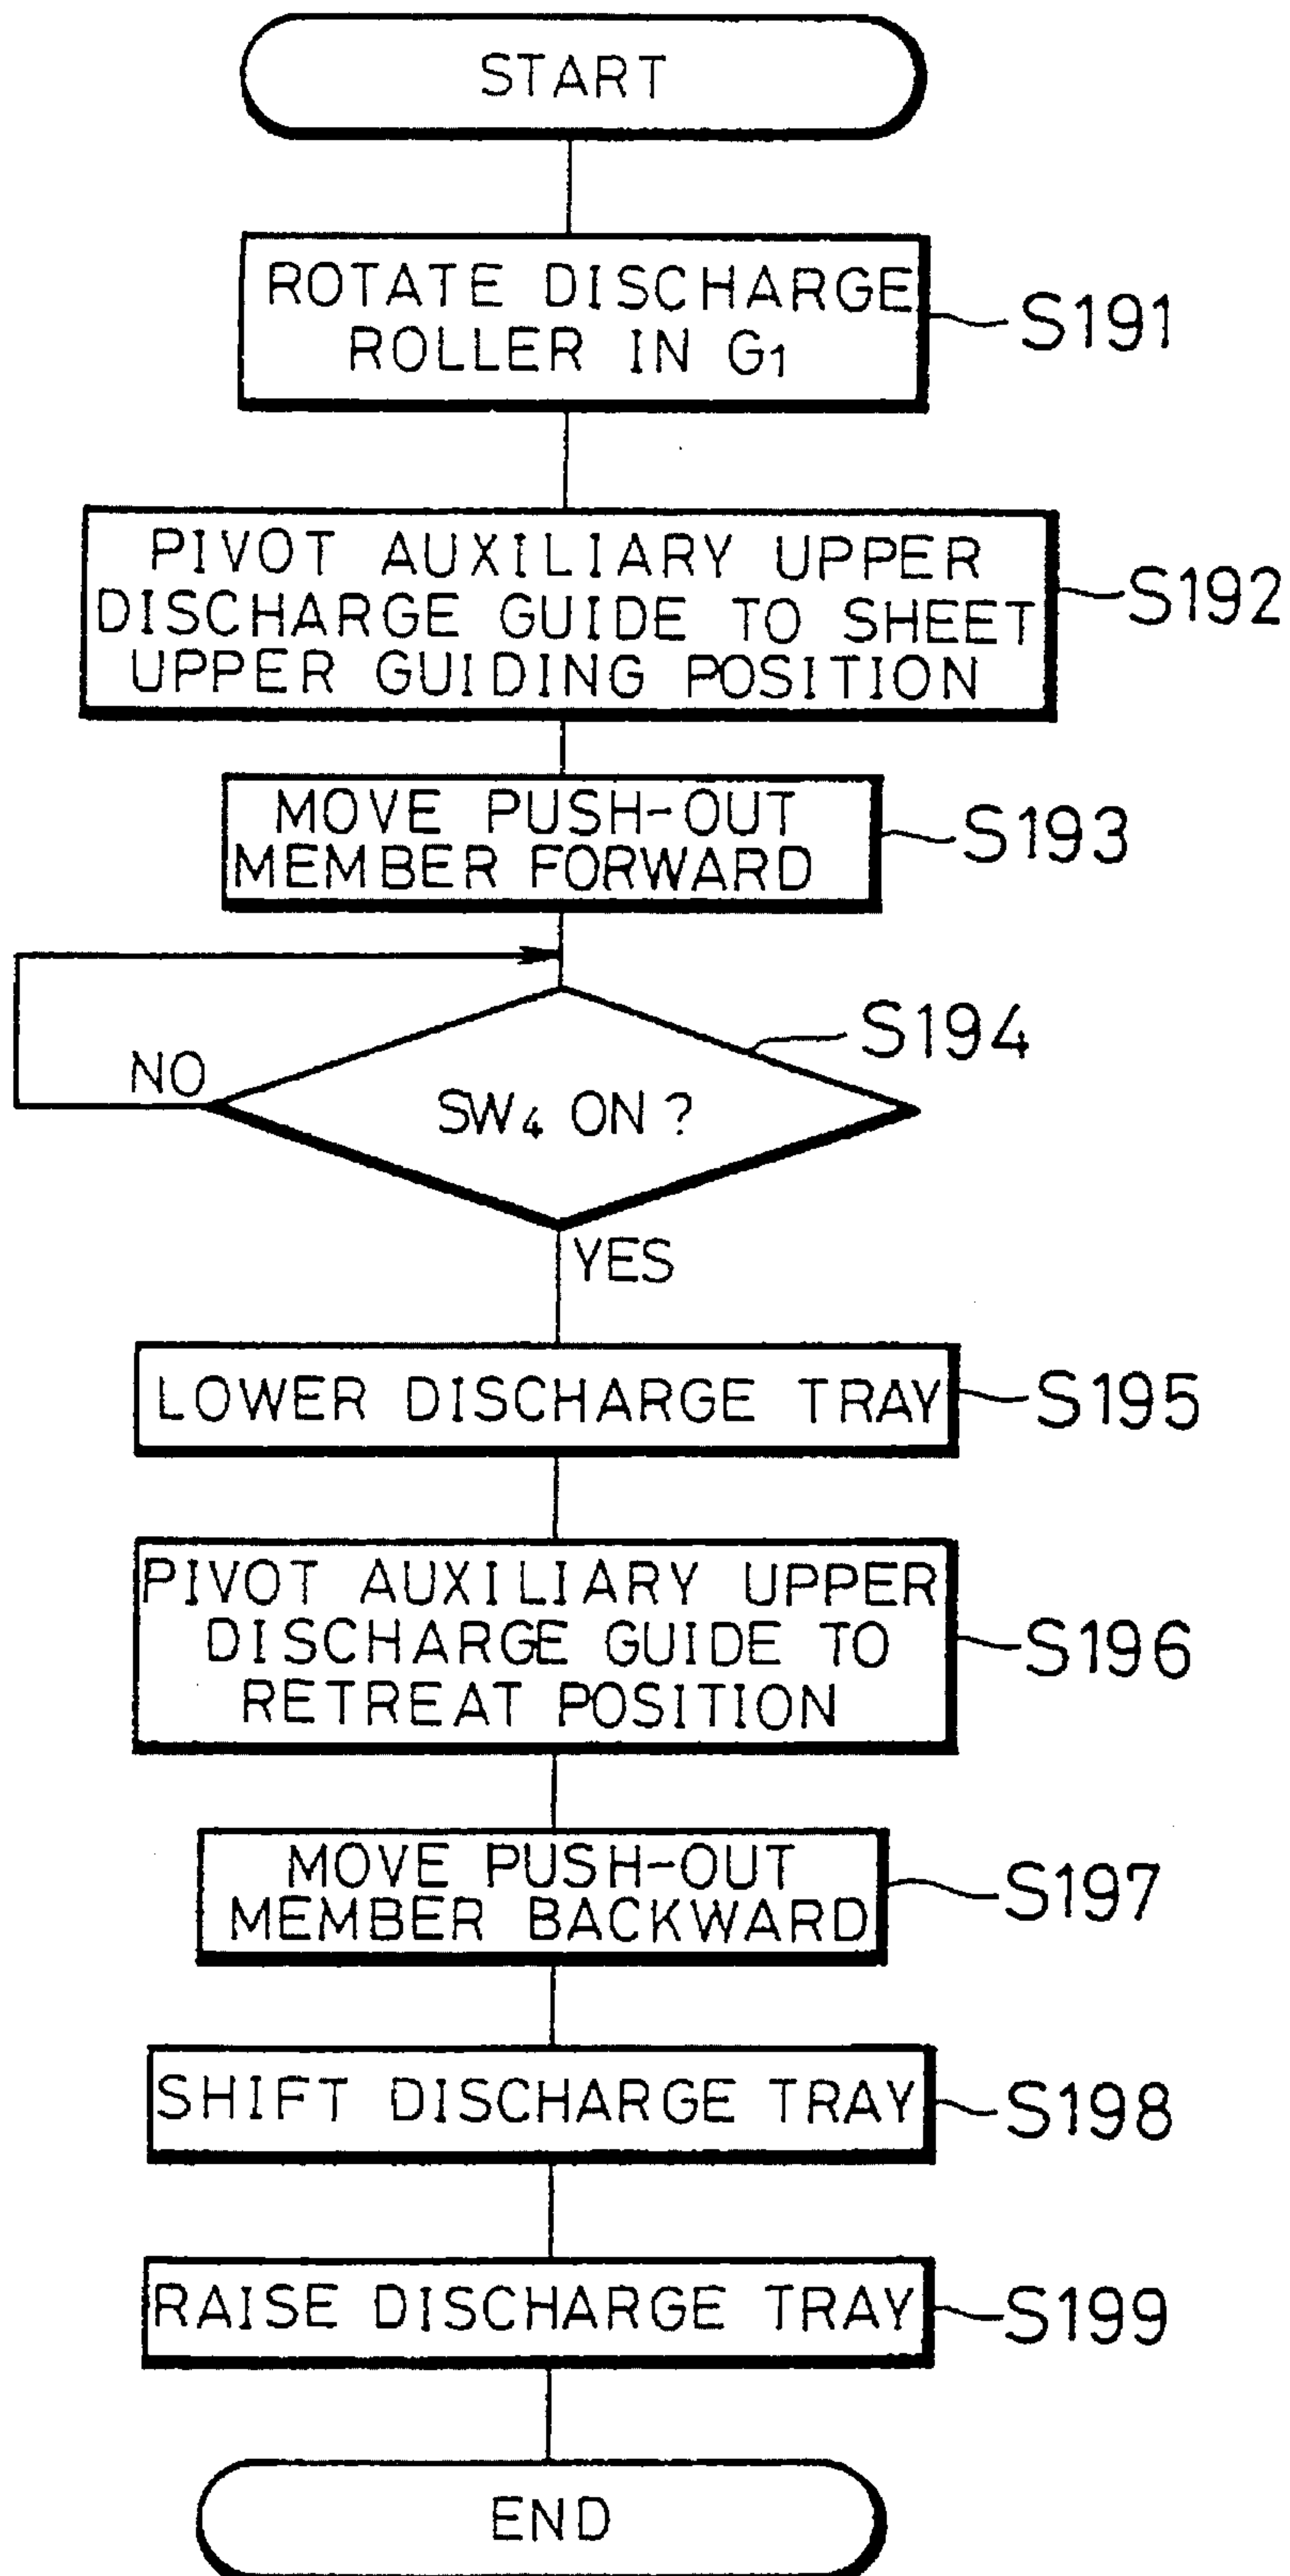 START
ROTATE DISCHARGE
ROLLER IN G1
S191
PIVOT AUXILIARY UPPER
DISCHARGE GUIDE TO SHEET
UPPER GUIDING POSITION
S192
MOVE PUSH-OUT
MEMBER FORWARD
S193
S194
NO
SW4 ON ?
YES
LOWER DISCHARGE TRAY
S195
PIVOT AUXILIARY UPPER
DISCHARGE GUIDE TO
RETREAT POSITION
S196
MOVE PUSH-OUT
MEMBER BACKWARD
S197
SHIFT DISCHARGE TRAY
S198
RAISE DISCHARGE TRAY
S199
END